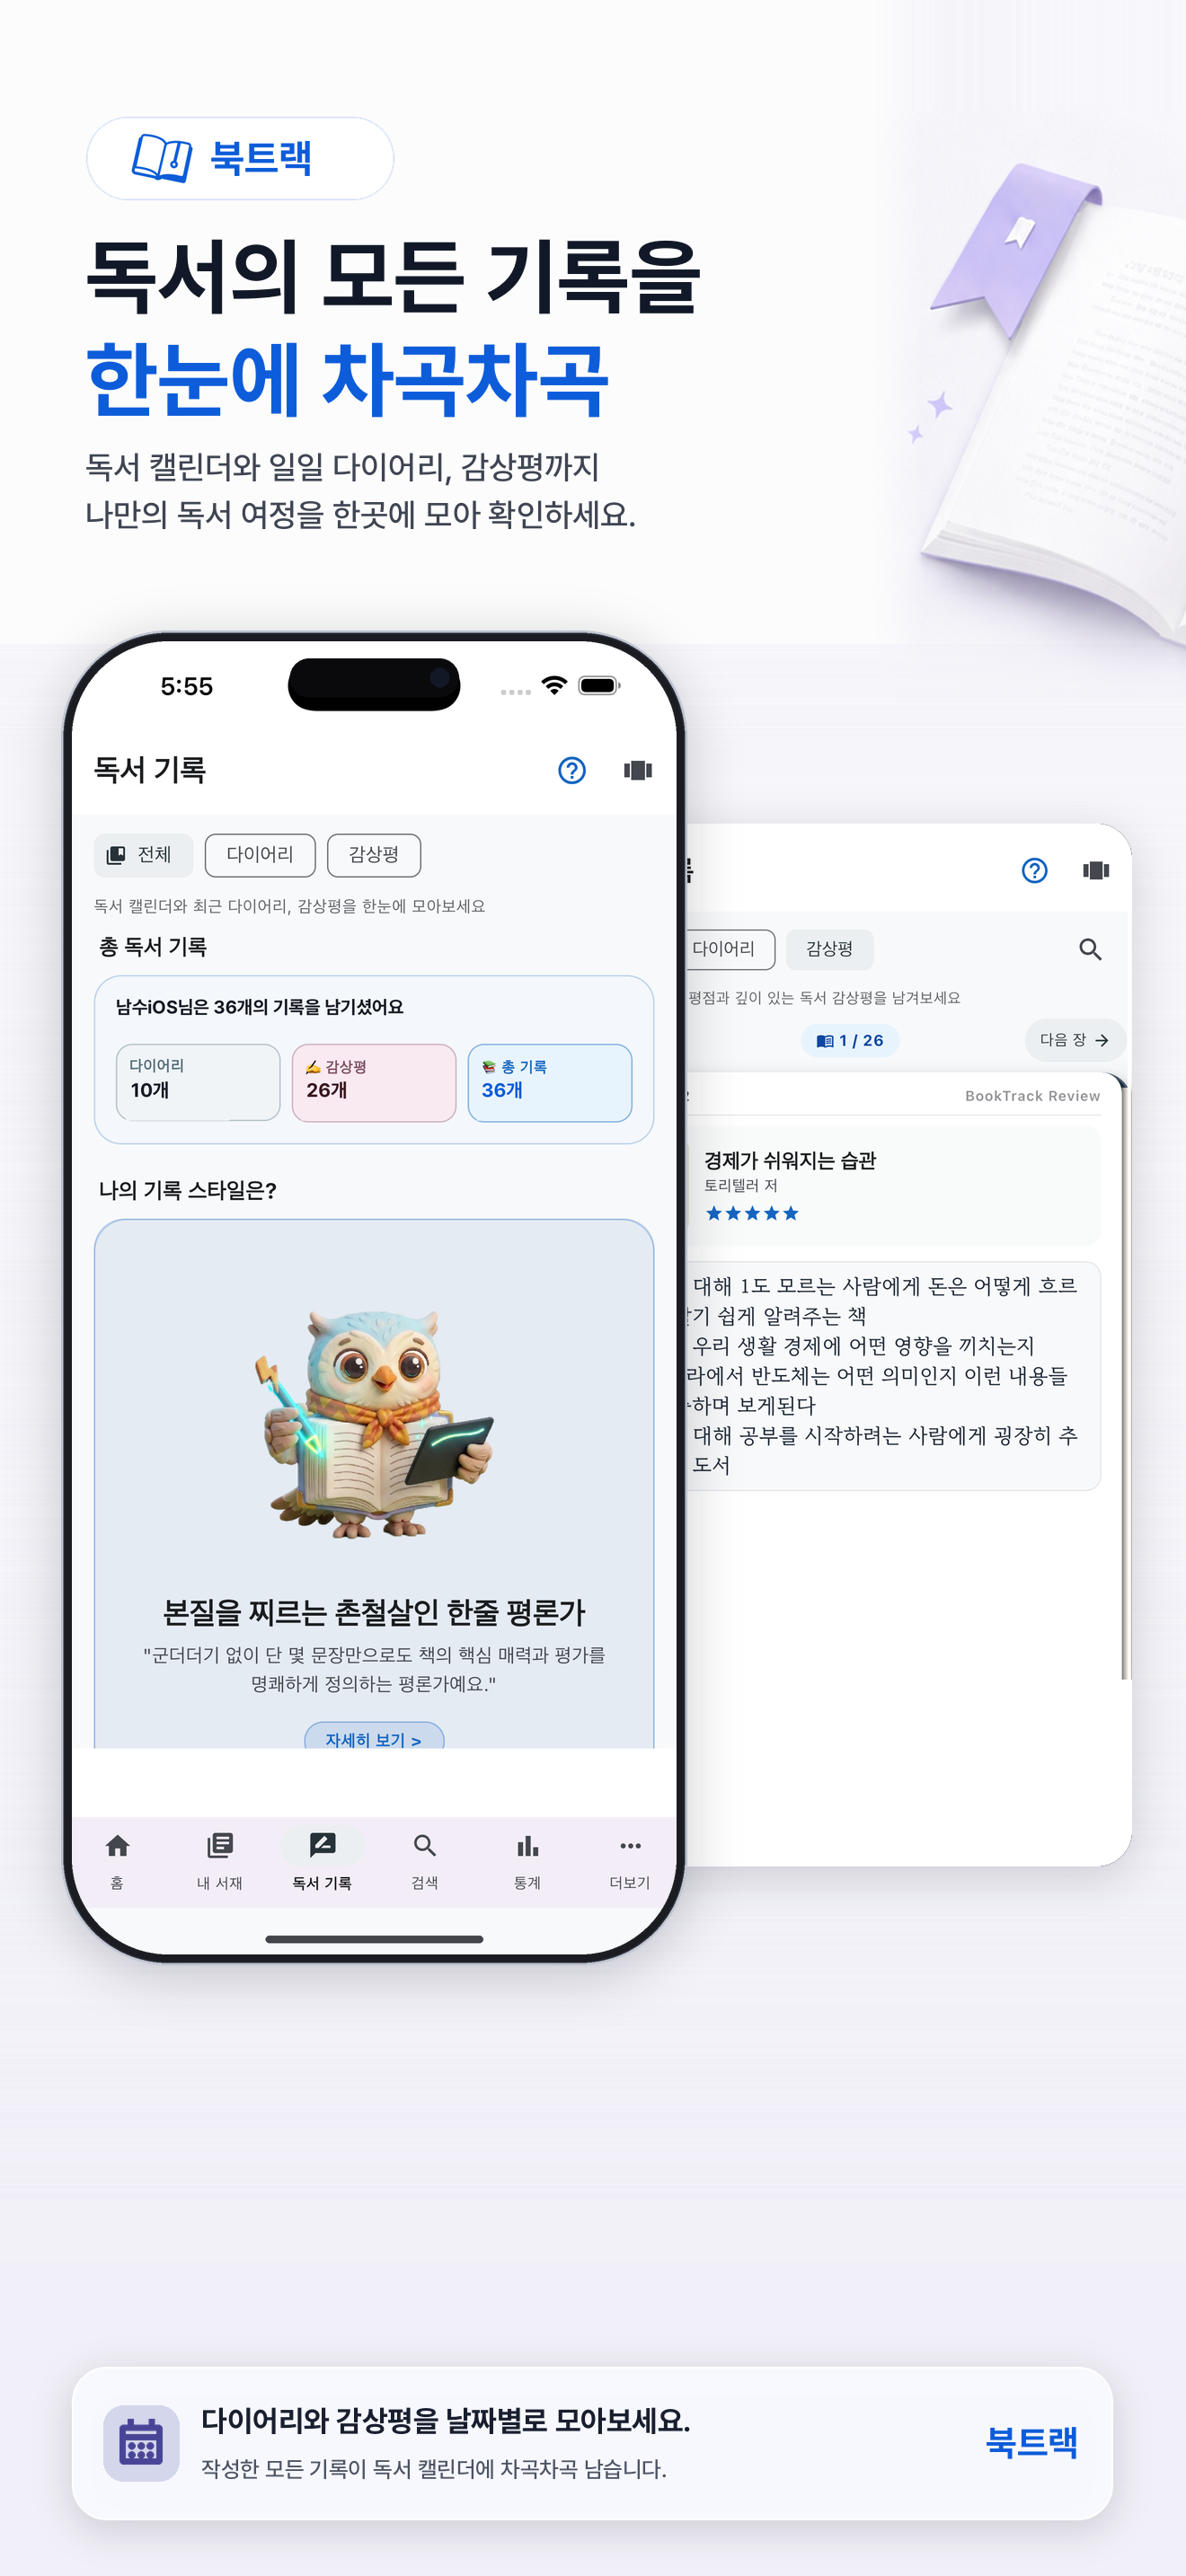 북트랙
독서의 모든 기록을
한눈에 차곡차곡
독서 캘린더와 일일 다이어리, 감상평까지
나만의 독서 여정을 한곳에 모아 확인하세요.
5:55
독서 기록
전체
다이어리
감상평
독서 캘린더와 최근 다이어리, 감상평을 한눈에 모아보세요
총 독서 기록
남수iOS님은 36개의 기록을 남기셨어요
다이어리
10개
감상평
26개
총 기록
36개
나의 기록 스타일은?
본질을 찌르는 촌철살인 한줄 평론가
"군더더기 없이 단 몇 문장만으로도 책의 핵심 매력과 평가를
명쾌하게 정의하는 평론가예요."
자세히 보기 >
홈
내 서재
독서 기록
검색
통계
더보기
다이어리
감상평
평점과 깊이 있는 독서 감상평을 남겨보세요
1 / 26
다음 장 →
BookTrack Review
경제가 쉬워지는 습관
토리텔러 저
★★★★★
대해 1도 모르는 사람에게 돈은 어떻게 흐르
기 쉽게 알려주는 책
우리 생활 경제에 어떤 영향을 끼치는지
라에서 반도체는 어떤 의미인지 이런 내용들
하며 보게된다
대해 공부를 시작하려는 사람에게 굉장히 추
도서
다이어리와 감상평을 날짜별로 모아보세요.
작성한 모든 기록이 독서 캘린더에 차곡차곡 남습니다.
북트랙